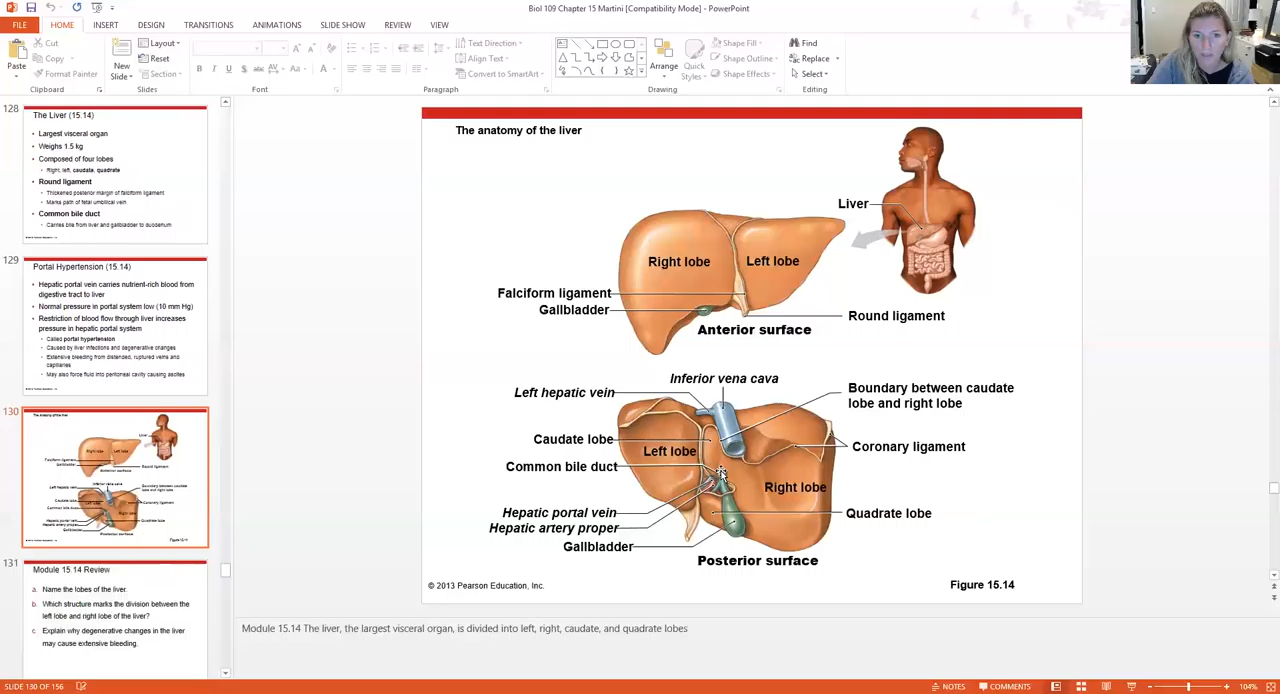 Biol 109 Chapter 15 Martini [Compatibility Mode] - PowerPoint
FILE HOME INSERT DESIGN TRANSITIONS ANIMATIONS SLIDE SHOW REVIEW VIEW
Paste
Cut
Copy
Format Painter
Clipboard
New Slide
Layout
Reset
Section
Slides
Font
Text Direction
Align Text
Convert to SmartArt
Paragraph
Arrange
Quick Styles
Shape Fill
Shape Outline
Shape Effects
Drawing
Find
Replace
Select
Editing
128
The Liver (15.14)
• Largest visceral organ
• Weighs 1.5 kg
• Composed of four lobes
• Right, left, caudate, quadrate
• Round ligament
• Thickened posterior margin of falciform ligament
• Marks path of fetal umbilical vein
• Common bile duct
• Carries bile from liver and gallbladder to duodenum
129
Portal Hypertension (15.14)
• Hepatic portal vein carries nutrient-rich blood from
digestive tract to liver
• Normal pressure in portal system low (10 mm Hg)
• Restriction of blood flow through liver increases
pressure in hepatic portal system
• Called portal hypertension
• Caused by liver infections and degenerative changes
• Extensive bleeding from distended, ruptured veins and
capillaries
• May also force fluid into peritoneal cavity causing ascites
130
131
Module 15.14 Review
a. Name the lobes of the liver.
b. Which structure marks the division between the
left lobe and right lobe of the liver?
c. Explain why degenerative changes in the liver
may cause extensive bleeding.
The anatomy of the liver
Liver
Right lobe
Left lobe
Falciform ligament
Gallbladder
Round ligament
Anterior surface
Inferior vena cava
Left hepatic vein
Boundary between caudate
lobe and right lobe
Caudate lobe
Left lobe
Coronary ligament
Common bile duct
Right lobe
Hepatic portal vein
Quadrate lobe
Hepatic artery proper
Gallbladder
Posterior surface
© 2013 Pearson Education, Inc.
Figure 15.14
Module 15.14 The liver, the largest visceral organ, is divided into left, right, caudate, and quadrate lobes
SLIDE 130 OF 156
NOTES
COMMENTS
104%